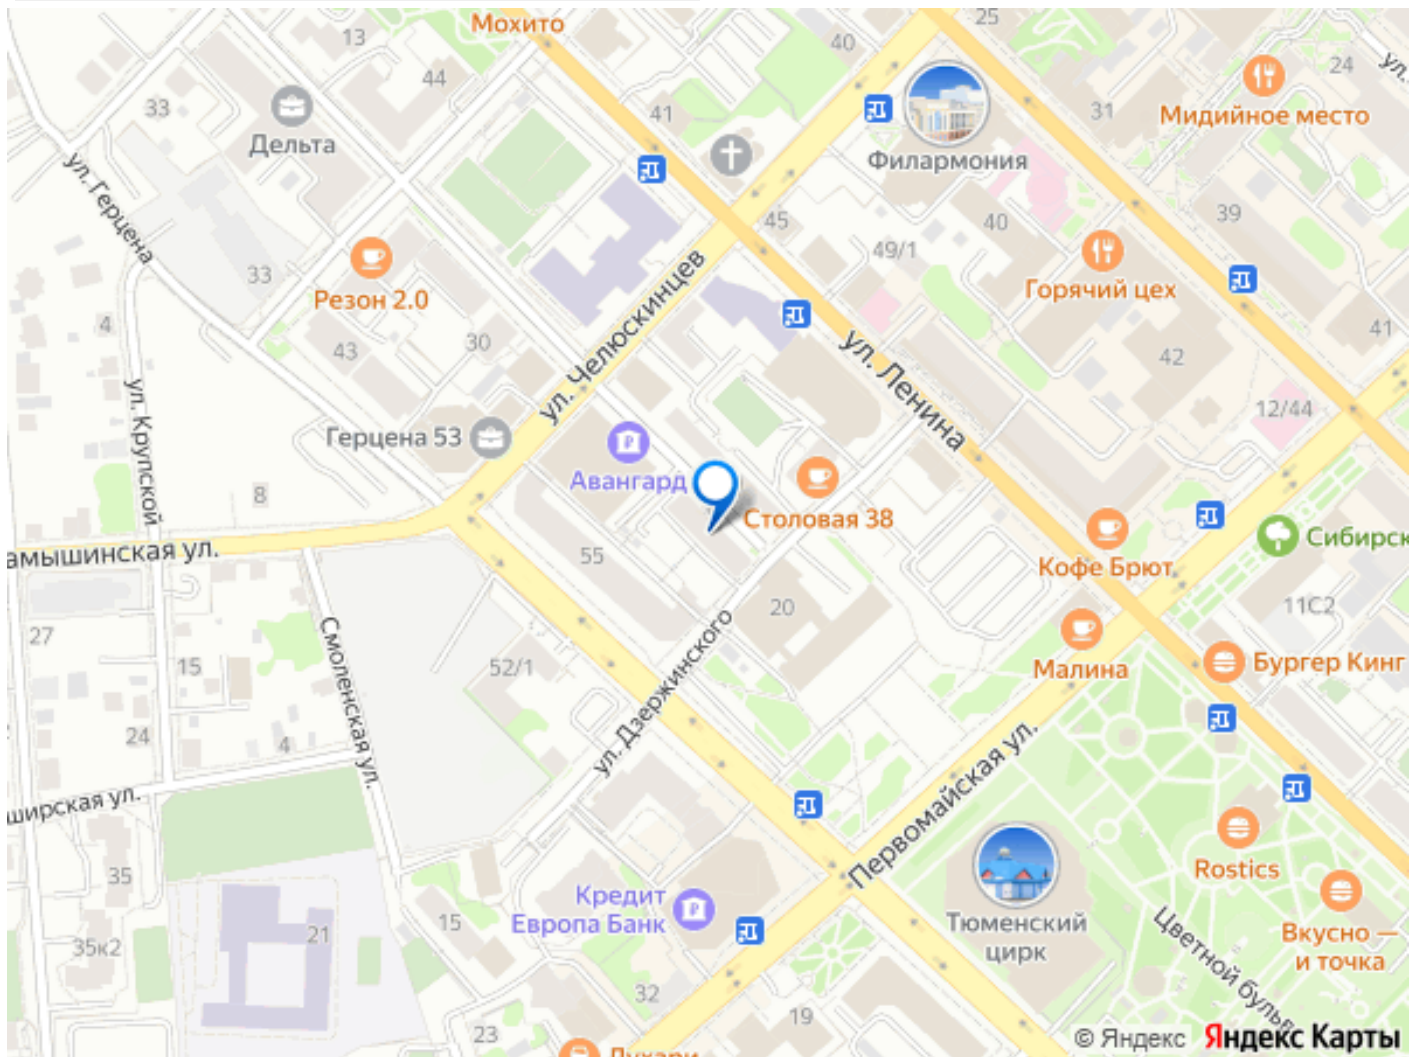 Мохито
13
25
40
24
ул.
44
33
Дельта
41
31
Мидийное место
Филармония
ул. Герцена
45
40
39
49/1
33
Резон 2.0
Горячий цех
4
43
30
ул. Челюскинцев
ул. Ленина
42
41
ул. Крупской
12/44
Герцена 53
Авангард
8
Столовая 38
амышинская ул.
55
Кофе Брют
Сибирск
20
11С2
27
15
Смоленская ул.
52/1
Малина
Бургер Кинг
24
4
ул. Дзержинского
Первомайская ул.
ширская ул.
35
Rostics
Кредит
Европа Банк
15
21
35к2
Тюменский
цирк
Цветной бульв
Вкусно —
и точка
32
19
23
© Яндекс Яндекс Карты